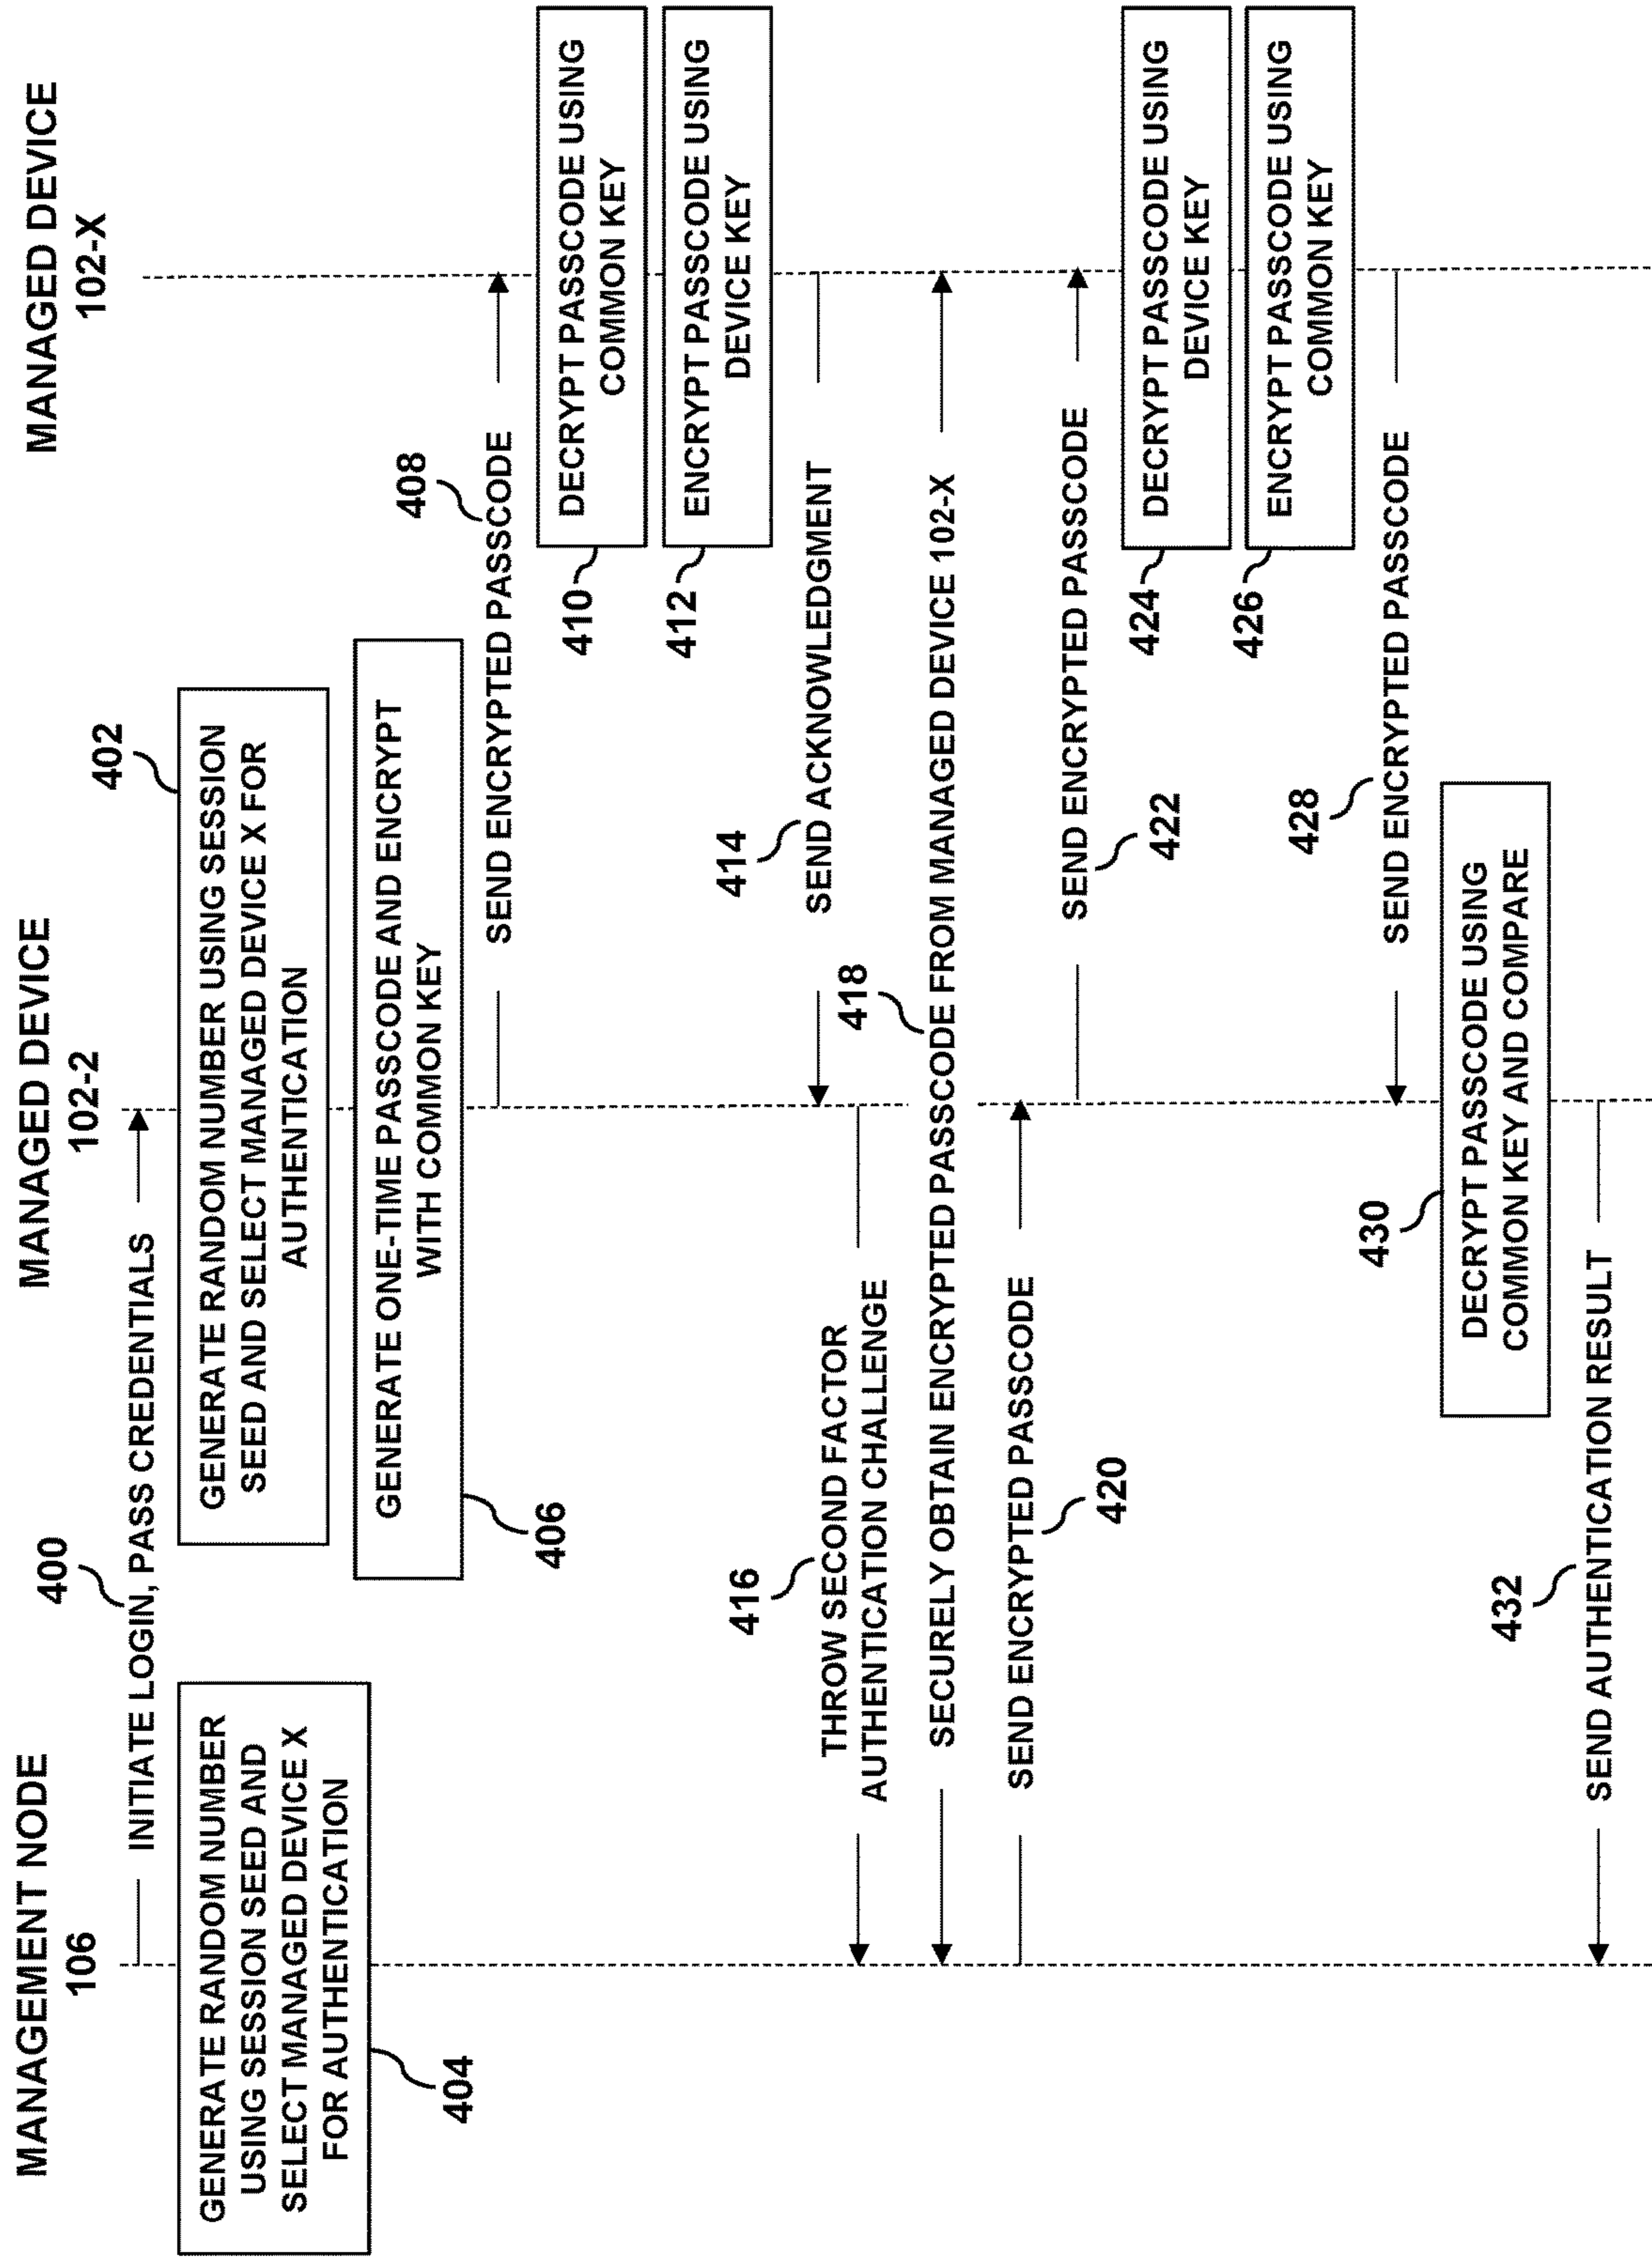 MANAGEMENT NODE
106
MANAGED DEVICE
102-2
MANAGED DEVICE
102-X
400
INITIATE LOGIN, PASS CREDENTIALS
402
GENERATE RANDOM NUMBER USING SESSION
SEED AND SELECT MANAGED DEVICE X FOR
AUTHENTICATION
GENERATE RANDOM NUMBER
USING SESSION SEED AND
SELECT MANAGED DEVICE X
FOR AUTHENTICATION
404
GENERATE ONE-TIME PASSCODE AND ENCRYPT
WITH COMMON KEY
406
408
SEND ENCRYPTED PASSCODE
DECRYPT PASSCODE USING
COMMON KEY
410
ENCRYPT PASSCODE USING
DEVICE KEY
412
414
SEND ACKNOWLEDGMENT
416
THROW SECOND FACTOR
AUTHENTICATION CHALLENGE
418
SECURELY OBTAIN ENCRYPTED PASSCODE FROM MANAGED DEVICE 102-X
SEND ENCRYPTED PASSCODE
420
SEND ENCRYPTED PASSCODE
422
DECRYPT PASSCODE USING
DEVICE KEY
424
ENCRYPT PASSCODE USING
COMMON KEY
426
428
SEND ENCRYPTED PASSCODE
430
DECRYPT PASSCODE USING
COMMON KEY AND COMPARE
432
SEND AUTHENTICATION RESULT